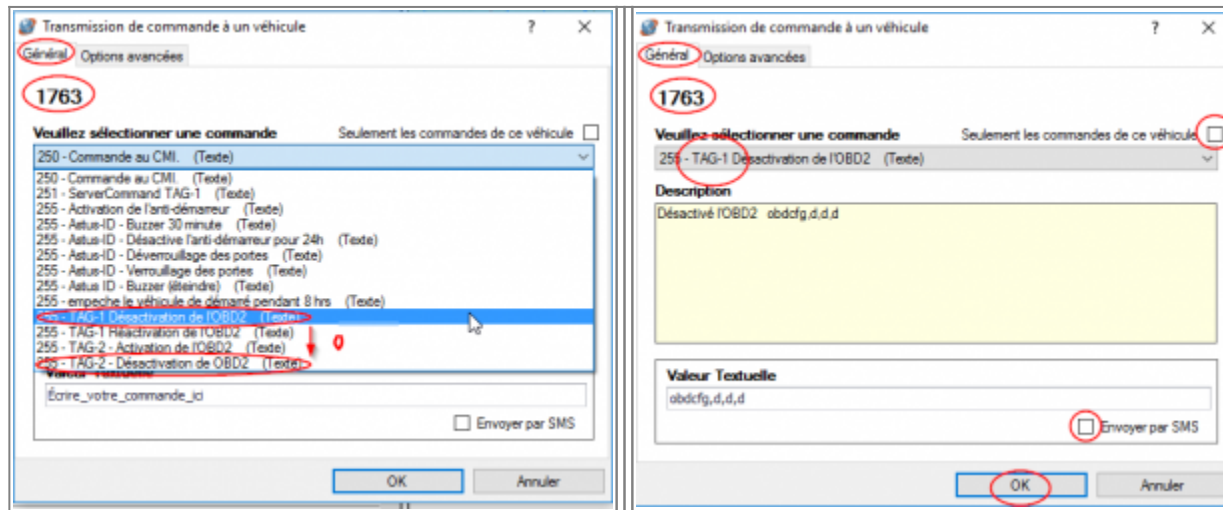 Transmission de commande à un véhicule
Général Options avancées
1763
Veuillez sélectionner une commande Seulement les commandes de ce véhicule
250 - Commande au CMI. (Texte)
250 - Commande au CMI. (Texte)
251 - ServerCommand TAG-1 (Texte)
255 - Activation de l'anti-démarreur (Texte)
255 - Astus-ID - Buzzer 30 minute (Texte)
255 - Astus-ID - Désactive l'anti-démarreur pour 24h (Texte)
255 - Astus-ID - Déverrouillage des portes (Texte)
255 - Astus-ID - Verrouillage des portes (Texte)
255 - Astus ID - Buzzer (éteindre) (Texte)
255 - empeche le véhicule de démarré pendant 8 hrs (Texte)
255 - TAG-1 Désactivation de l'OBD2 (Texte)
255 - TAG-1 Réactivation de l'OBD2 (Texte)
255 - TAG-2 - Activation de l'OBD2 (Texte)
255 - TAG-2 - Désactivation de OBD2 (Texte)
Valeur Textuelle
Écrire_votre_commande_ici
Envoyer par SMS
OK Annuler
Transmission de commande à un véhicule
Général Options avancées
1763
Veuillez sélectionner une commande Seulement les commandes de ce véhicule
255 - TAG-1 Désactivation de l'OBD2 (Texte)
Description
Désactivé l'OBD2 obdcfg,d,d,d
Valeur Textuelle
obdcfg,d,d,d
Envoyer par SMS
OK Annuler